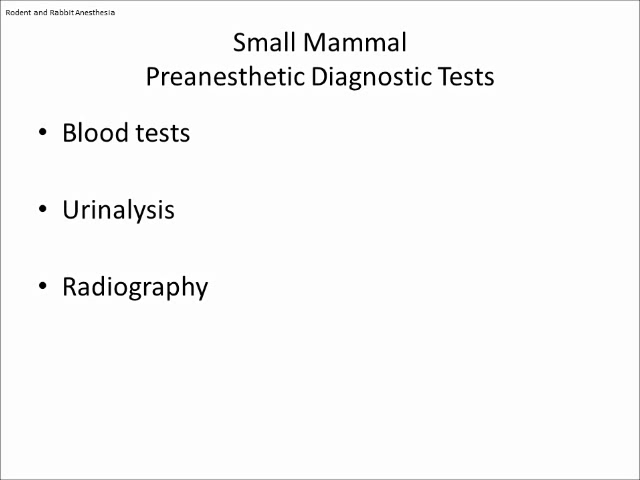 Rodent and Rabbit Anesthesia
Small Mammal
Preanesthetic Diagnostic Tests
• Blood tests
• Urinalysis
• Radiography